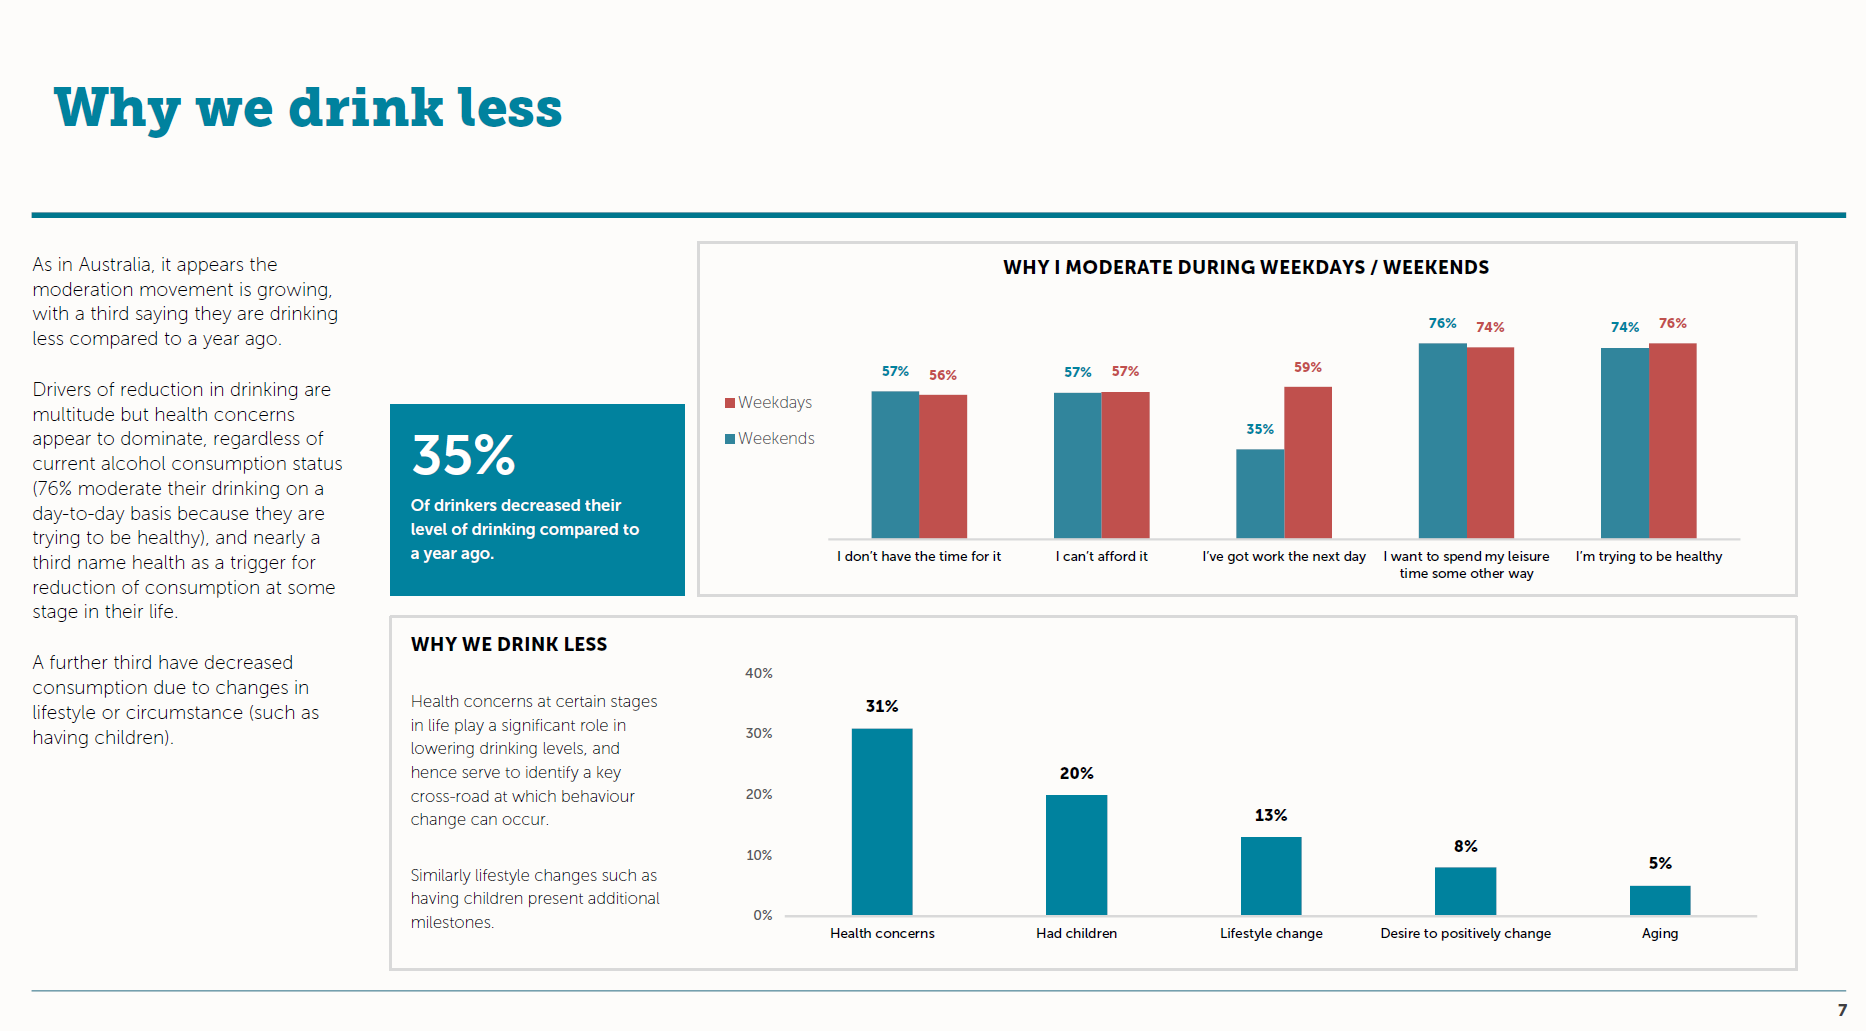 Why we drink less
As in Australia, it appears the
moderation movement is growing,
with a third saying they are drinking
less compared to a year ago.
Drivers of reduction in drinking are
multitude but health concerns
appear to dominate, regardless of
current alcohol consumption status
(76% moderate their drinking on a
day-to-day basis because they are
trying to be healthy), and nearly a
third name health as a trigger for
reduction of consumption at some
stage in their life.
A further third have decreased
consumption due to changes in
lifestyle or circumstance (such as
having children).
35%
Of drinkers decreased their
level of drinking compared to
a year ago.
WHY I MODERATE DURING WEEKDAYS / WEEKENDS
Weekdays
Weekends
57% 56% 57% 57% 35% 59% 76% 74% 74% 76%
I don't have the time for it I can't afford it I've got work the next day I want to spend my leisure I'm trying to be healthy
time some other way
WHY WE DRINK LESS
Health concerns at certain stages
in life play a significant role in
lowering drinking levels, and
hence serve to identify a key
cross-road at which behaviour
change can occur.
Similarly lifestyle changes such as
having children present additional
milestones.
40%
30%
20%
10%
0%
31% 20% 13% 8% 5%
Health concerns Had children Lifestyle change Desire to positively change Aging
7